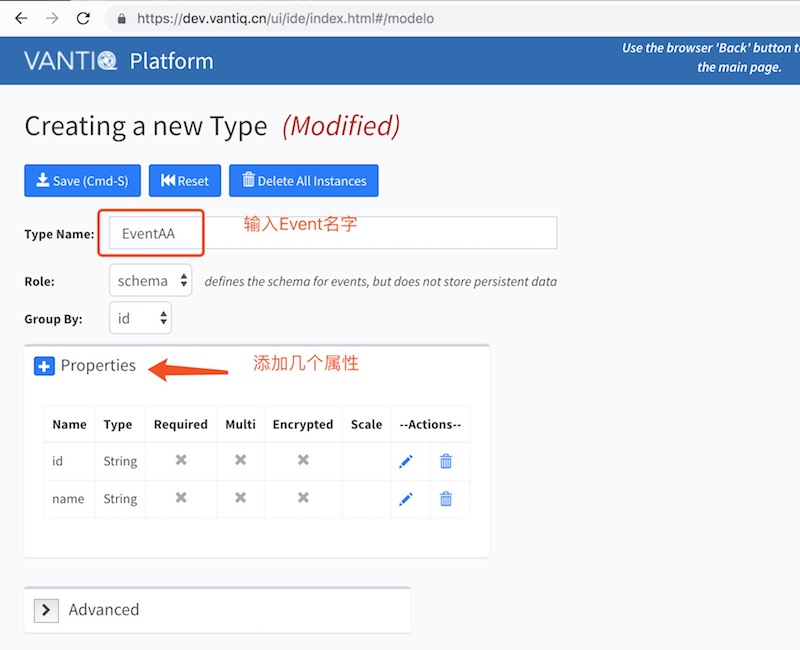 https://dev.vantiq.cn/ui/ide/index.html#/modelo
VANTIQ Platform
Use the browser 'Back' button t
the main page.
Creating a new Type (Modified)
Save (Cmd-S) Reset Delete All Instances
Type Name: EventAA 输入Event名字
Role: schema defines the schema for events, but does not store persistent data
Group By: id
Properties 添加几个属性
Name Type Required Multi Encrypted Scale --Actions--
id String
name String
Advanced